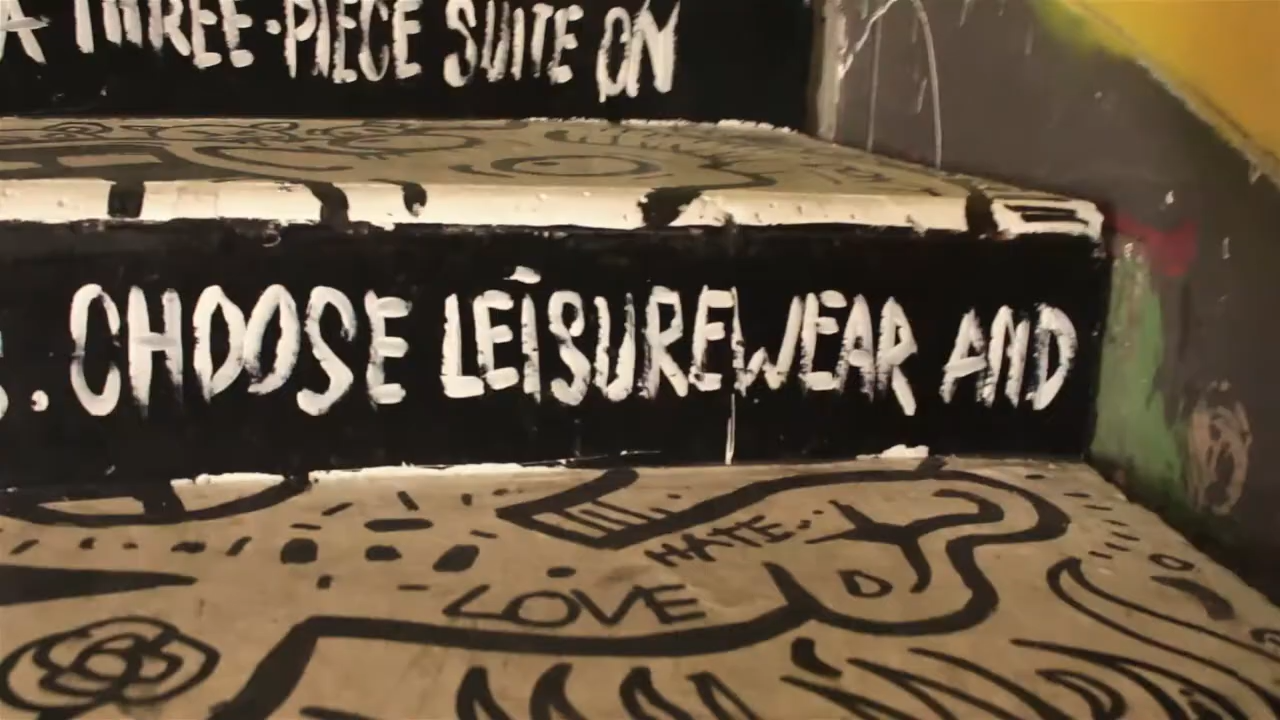 A THREE-PIECE SUITE ON
. CHOOSE LEISUREWEAR AND
HATE
LOVE